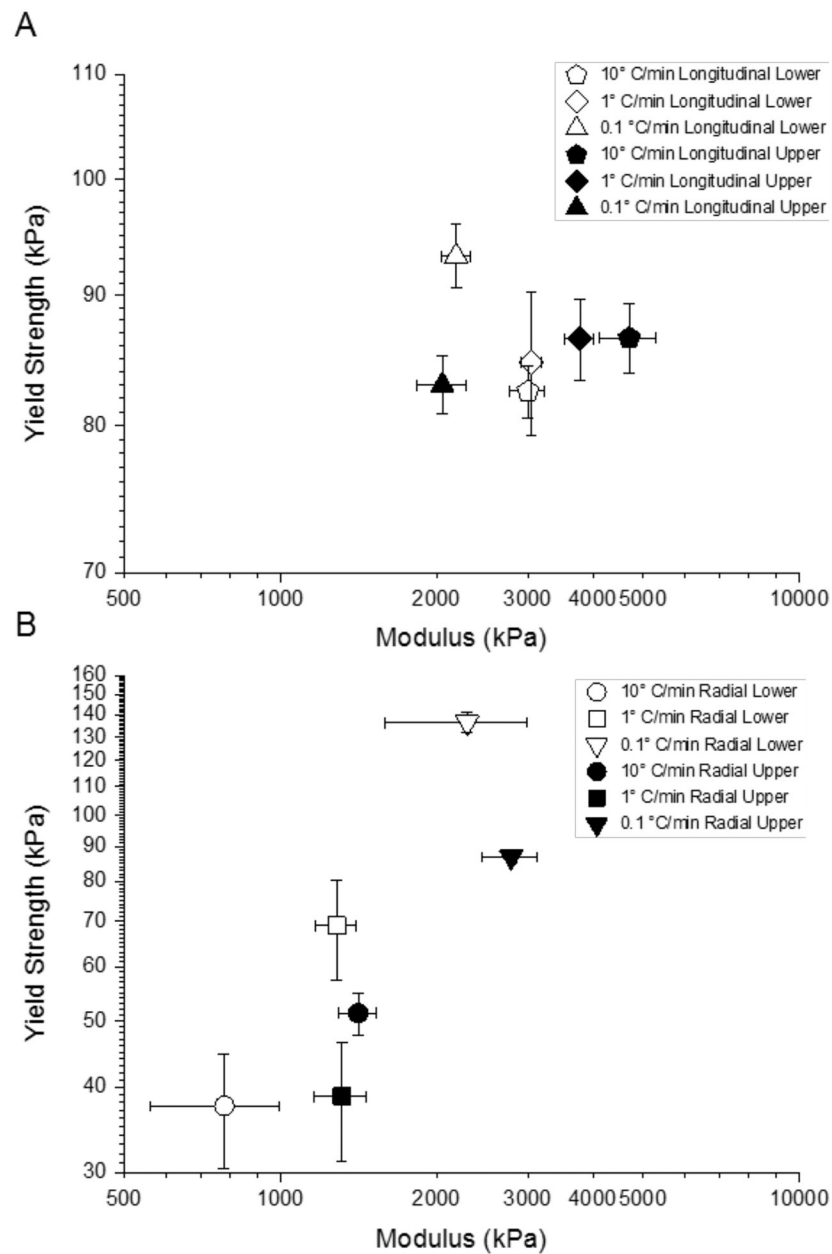 A
110
100
90
80
70
Yield Strength (kPa)
10° C/min Longitudinal Lower
1° C/min Longitudinal Lower
0.1 °C/min Longitudinal Lower
10° C/min Longitudinal Upper
1° C/min Longitudinal Upper
0.1° C/min Longitudinal Upper
500 1000 2000 3000 4000 5000 10000
Modulus (kPa)
B
160
150
140
130
120
110
100
90
80
70
60
50
40
30
Yield Strength (kPa)
10° C/min Radial Lower
1° C/min Radial Lower
0.1° C/min Radial Lower
10° C/min Radial Upper
1° C/min Radial Upper
0.1 °C/min Radial Upper
500 1000 2000 3000 4000 5000 10000
Modulus (kPa)